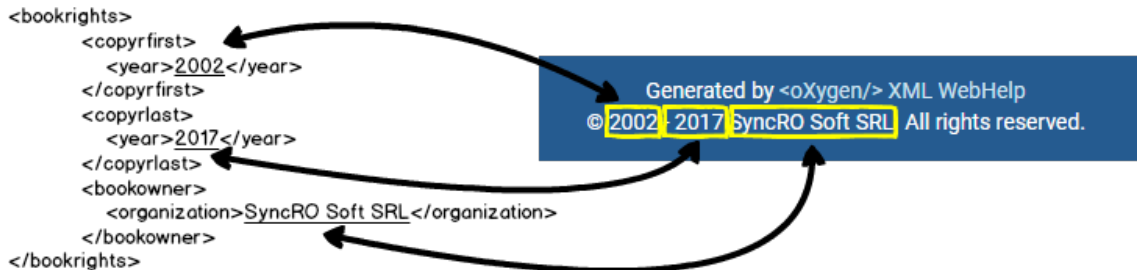 <bookrights>
<copyrfirst>
<year>2002</year>
</copyrfirst>
<copyrlast>
<year>2017</year>
</copyrlast>
<bookowner>
<organization>SyncRO Soft SRL</organization>
</bookowner>
</bookrights>
Generated by <oXygen/> XML WebHelp
© 2002 - 2017 SyncRO Soft SRL. All rights reserved.